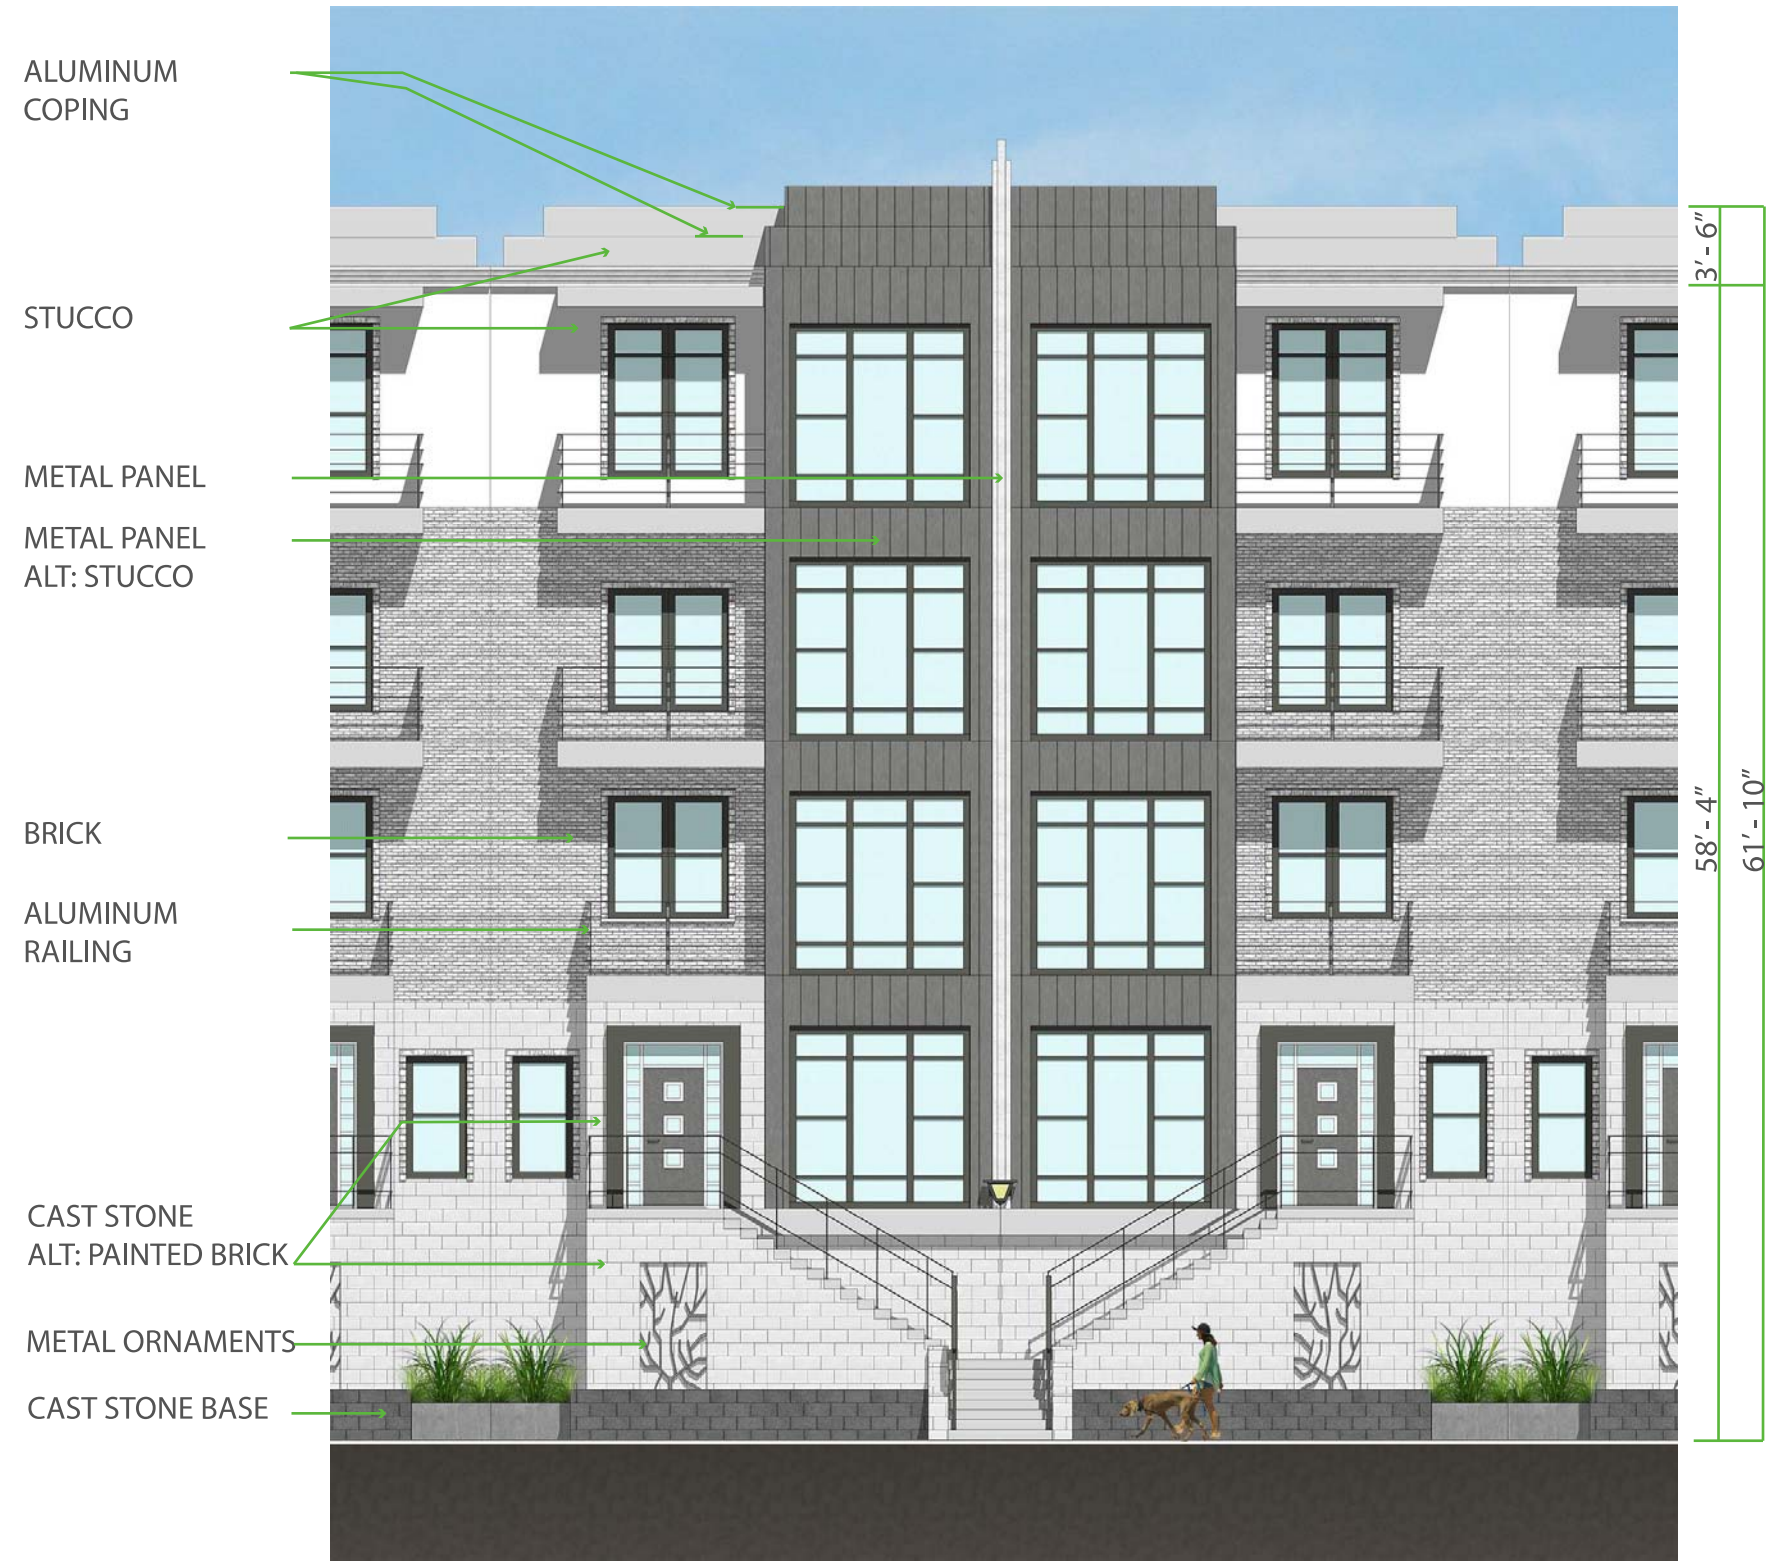 ALUMINUM
COPING
STUCCO
METAL PANEL
METAL PANEL
ALT: STUCCO
BRICK
ALUMINUM
RAILING
CAST STONE
ALT: PAINTED BRICK
METAL ORNAMENTS
CAST STONE BASE
3'- 6"
58'- 4"
61'- 10"